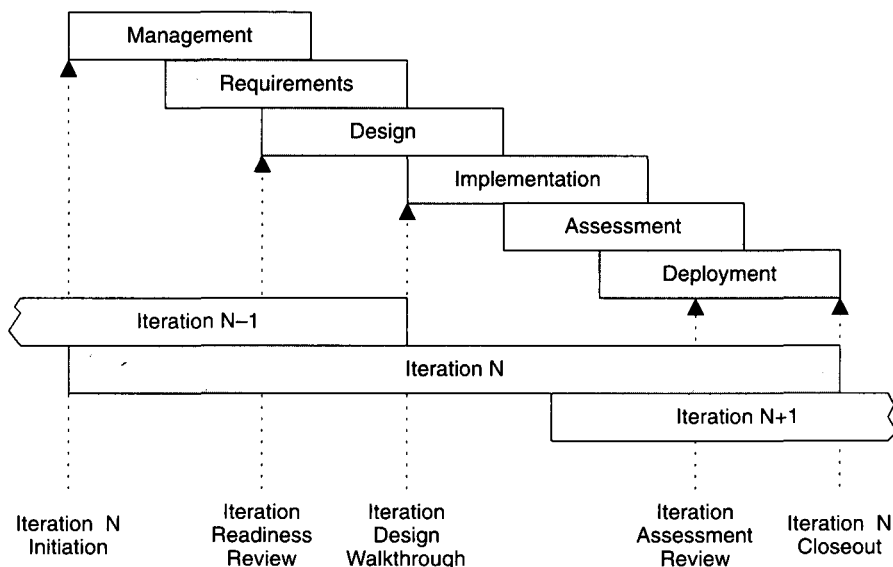 Management
Requirements
Design
Implementation
Assessment
Deployment
Iteration N–1
Iteration N
Iteration N+1
Iteration N
Initiation
Iteration
Readiness
Review
Iteration
Design
Walkthrough
Iteration
Assessment
Review
Iteration N
Closeout